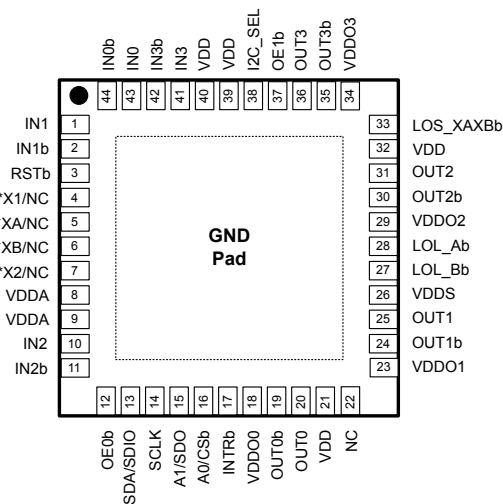 IN0b
IN0
IN3b
IN3
VDD
VDD
I2C_SEL
OE1b
OUT3
OUT3b
VDDO3
44
43
42
41
40
39
38
37
36
35
34
IN1 1
IN1b 2
RSTb 3
*X1/NC 4
*XA/NC 5
*XB/NC 6
*X2/NC 7
VDDA 8
VDDA 9
IN2 10
IN2b 11
GND
Pad
33 LOS_XAXBb
32 VDD
31 OUT2
30 OUT2b
29 VDDO2
28 LOL_Ab
27 LOL_Bb
26 VDDS
25 OUT1
24 OUT1b
23 VDDO1
12
13
14
15
16
17
18
19
20
21
22
OE0b
SDA/SDIO
SCLK
A1/SDO
A0/CSb
INTRb
VDDO0
OUT0b
OUT0
VDD
NC